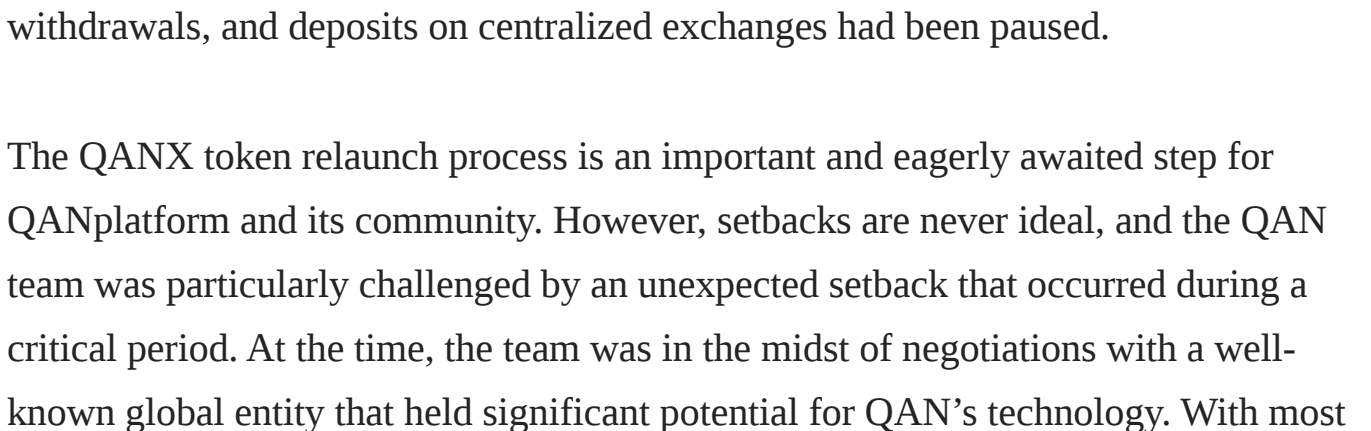 withdrawals, and deposits on centralized exchanges had been paused.
The QANX token relaunch process is an important and eagerly awaited step for
QANplatform and its community. However, setbacks are never ideal, and the QAN
team was particularly challenged by an unexpected setback that occurred during a
critical period. At the time, the team was in the midst of negotiations with a well-
known global entity that held significant potential for QAN’s technology. With most